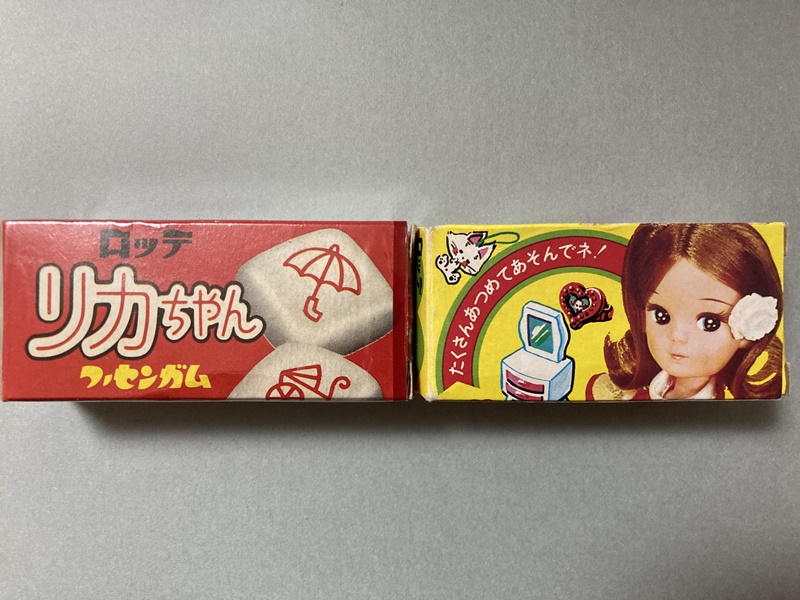 ロッテ
リカちゃん
フーセンガム
たくさんあつめてあそんでネ!